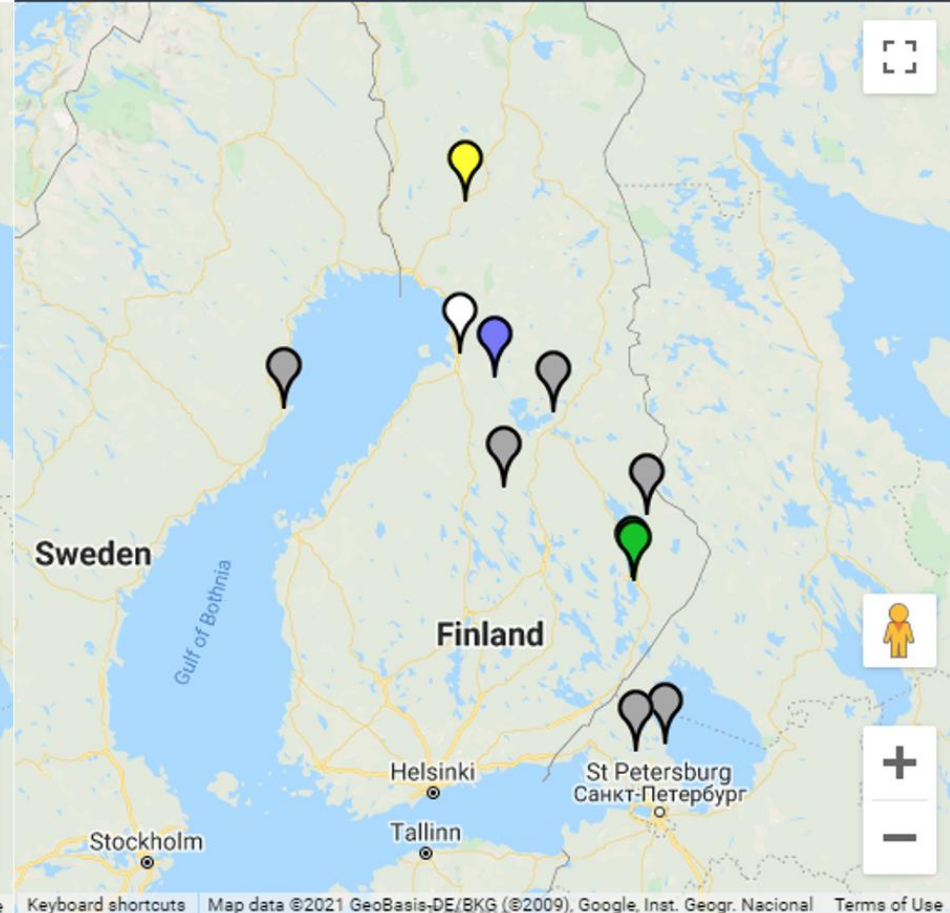 Sweden
Gulf of Bothnia
Finland
Helsinki
St Petersburg
Санкт-Петербург
Tallinn
Stockholm
Keyboard shortcuts
Map data ©2021 GeoBasis-DE/BKG (©2009), Google, Inst. Geogr. Nacional
Terms of Use